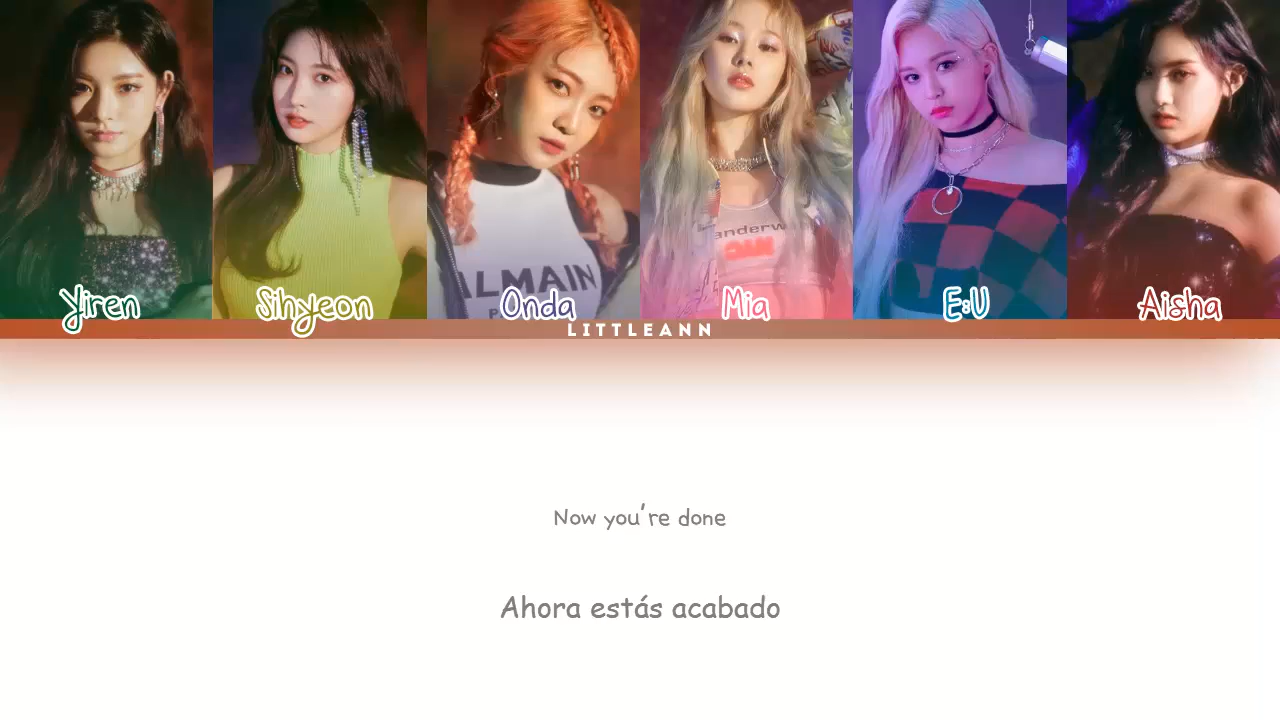 Yiren
Sihyeon
Onda
Mia
E:U
Aisha
LITTLEANN
Now you're done
Ahora estás acabado